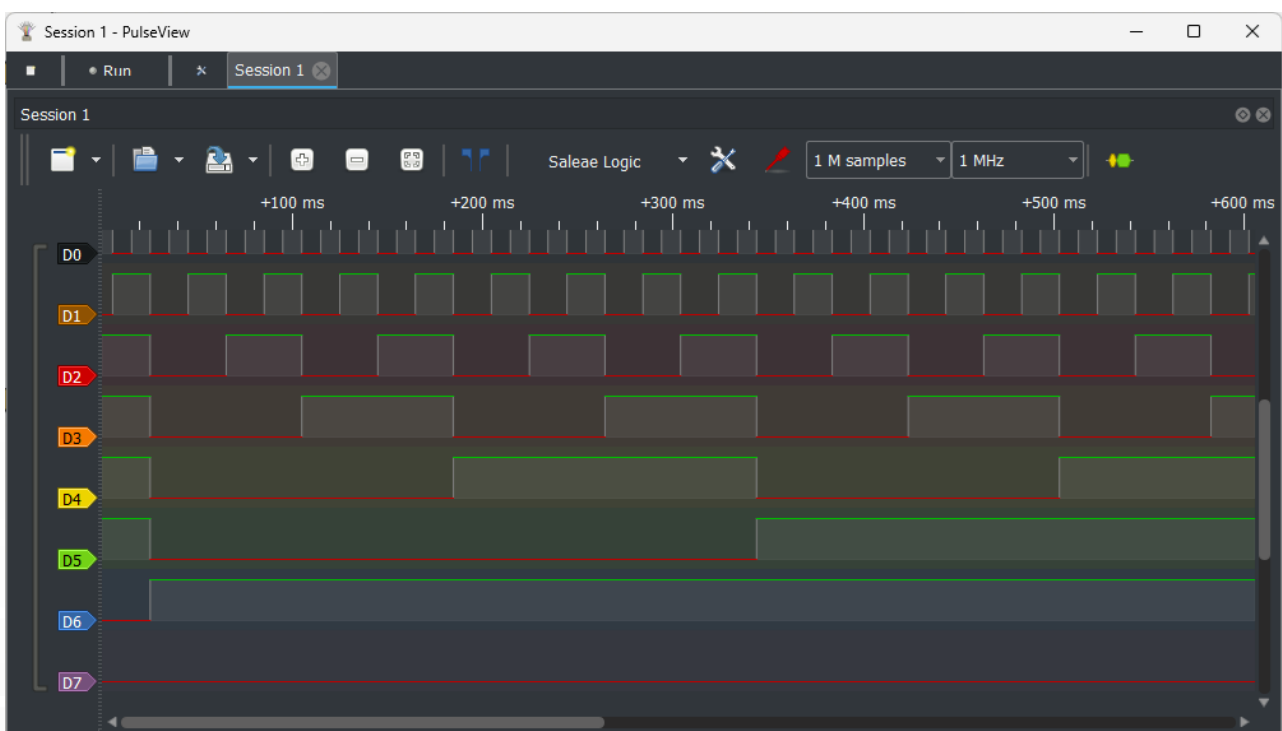 Session 1 - PulseView
Run Session 1
Session 1
Saleae Logic 1 M samples 1 MHz
+100 ms +200 ms +300 ms +400 ms +500 ms +600 ms
D0
D1
D2
D3
D4
D5
D6
D7